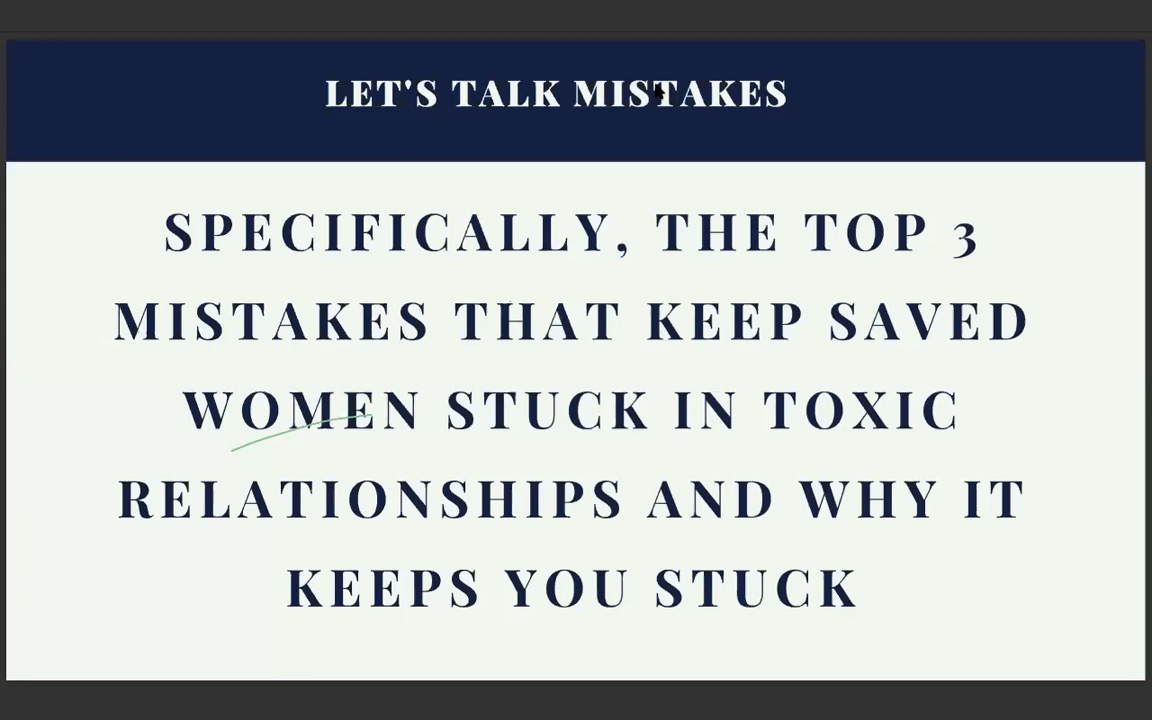 LET'S TALK MISTAKES
SPECIFICALLY, THE TOP 3
MISTAKES THAT KEEP SAVED
WOMEN STUCK IN TOXIC
RELATIONSHIPS AND WHY IT
KEEPS YOU STUCK